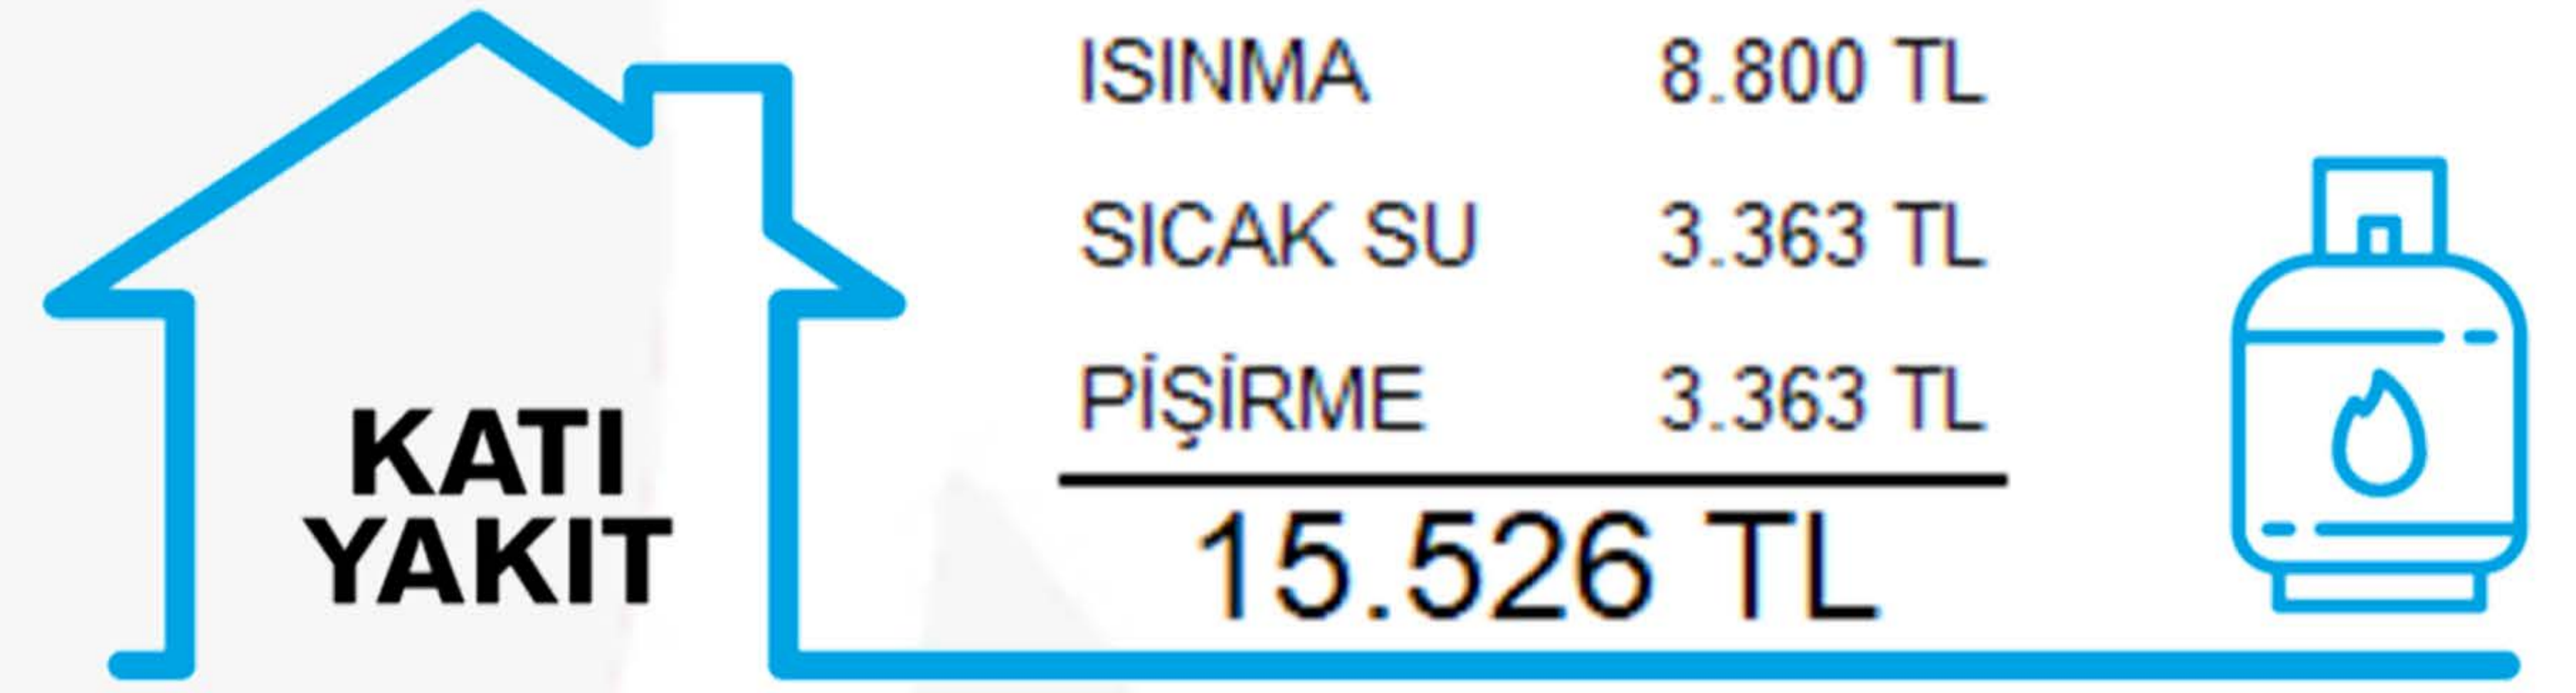 KATI
YAKIT
ISINMA 8.800 TL
SICAK SU 3.363 TL
PİŞİRME 3.363 TL
15.526 TL